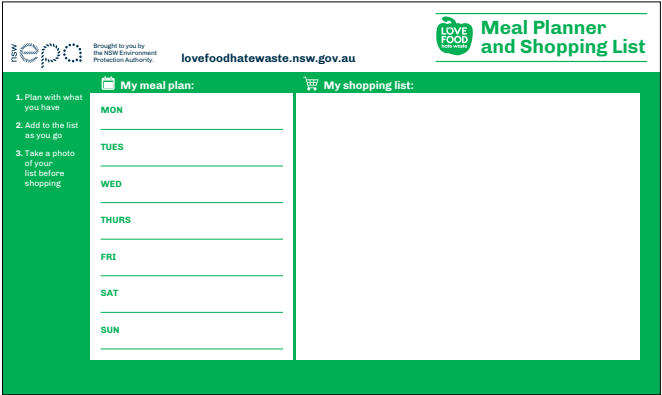 nsw epa
Brought to you by
the NSW Environment
Protection Authority.
lovefoodhatewaste.nsw.gov.au
LOVE
FOOD
hate waste
Meal Planner
and Shopping List
1. Plan with what
you have
2. Add to the list
as you go
3. Take a photo
of your
list before
shopping
My meal plan:
MON
TUES
WED
THURS
FRI
SAT
SUN
My shopping list: